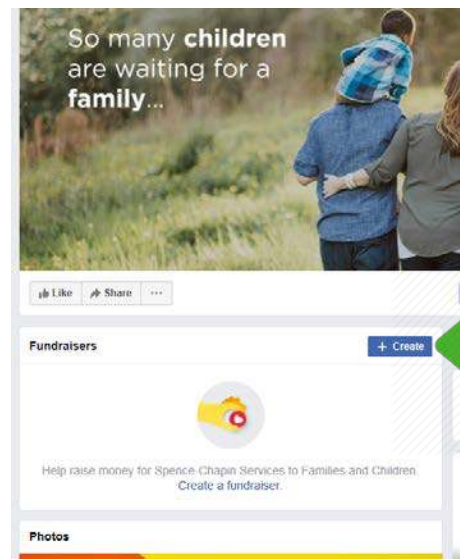 So many children
are waiting for a
family...
Like Share ...
Fundraisers + Create
Help raise money for Spence-Chapin Services to Families and Children.
Create a fundraiser.
Photos